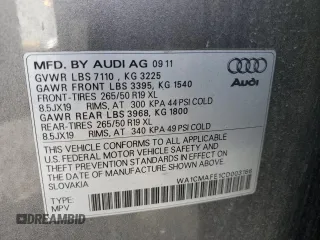 MFD. BY AUDI AG 09 11
GVWR LBS 7110 , KG 3225
GAWR FRONT LBS 3395, KG 1540
FRONT-TIRES 265/50 R19 XL
8.5JX19 RIMS, AT 300 KPA 44 PSI COLD
GAWR REAR LBS 3968, KG 1800
REAR-TIRES 265/50 R19 XL
8.5JX19 RIMS, AT 340 KPA 49 PSI COLD
Audi
THIS VEHICLE CONFORMS TO ALL APPLICABLE
FEDERAL MOTOR VEHICLE SAFETY, BUMPER AND
THEFT PREVENTION STANDARDS IN EFFECT ON THE
DATE OF MANUFACTURE SHOWN ABOVE.
SLOVAKIA
TYPE:
MPV
DREAMBID